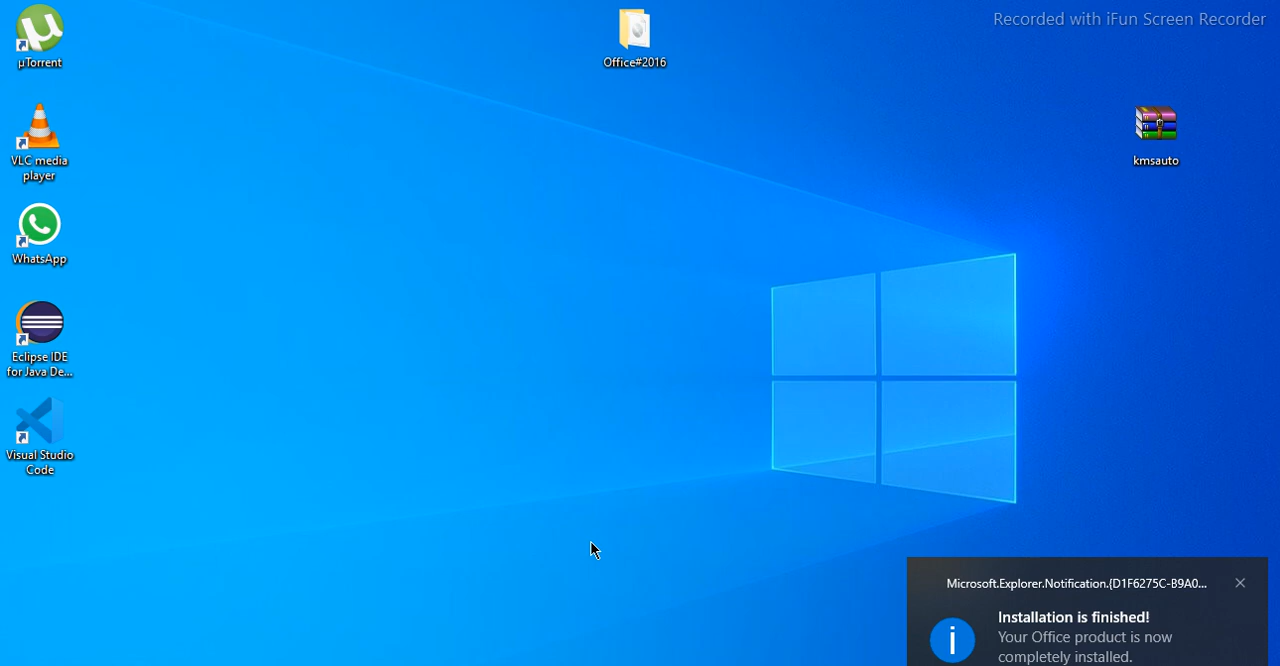 Recorded with iFun Screen Recorder
µTorrent
Office#2016
kmsauto
VLC media
player
WhatsApp
Eclipse IDE
for Java De...
Visual Studio
Code
Microsoft.Explorer.Notification.{D1F6275C-B9A0...
Installation is finished!
Your Office product is now
completely installed.